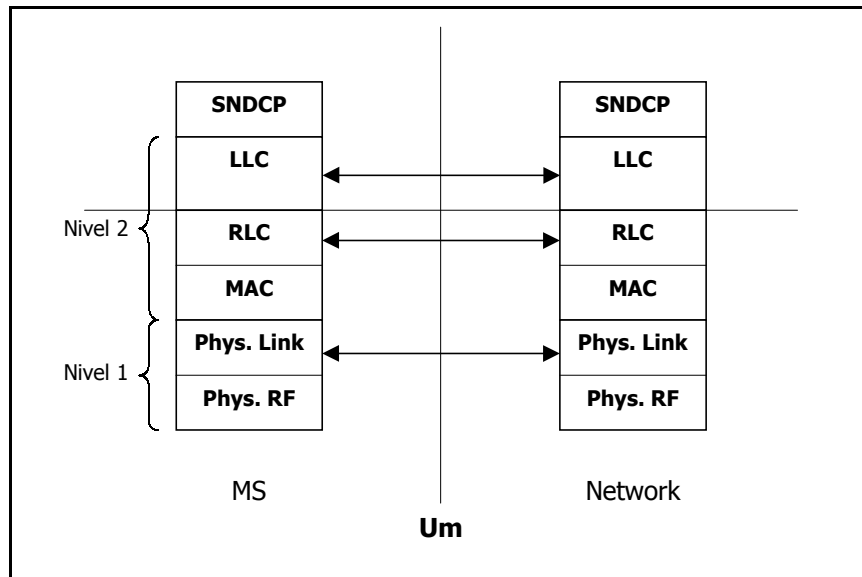 SNDCP
SNDCP
LLC
LLC
Nivel 2
RLC
RLC
MAC
MAC
Phys. Link
Phys. Link
Nivel 1
Phys. RF
Phys. RF
MS
Network
Um